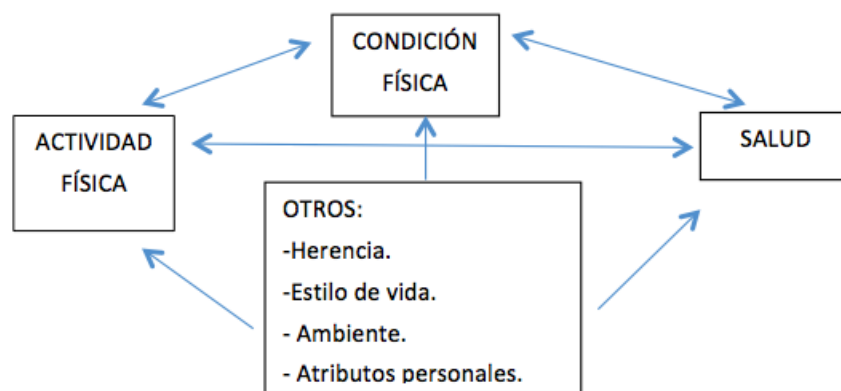 CONDICIÓN
FÍSICA
ACTIVIDAD
FÍSICA
SALUD
OTROS:
-Herencia.
-Estilo de vida.
- Ambiente.
- Atributos personales.